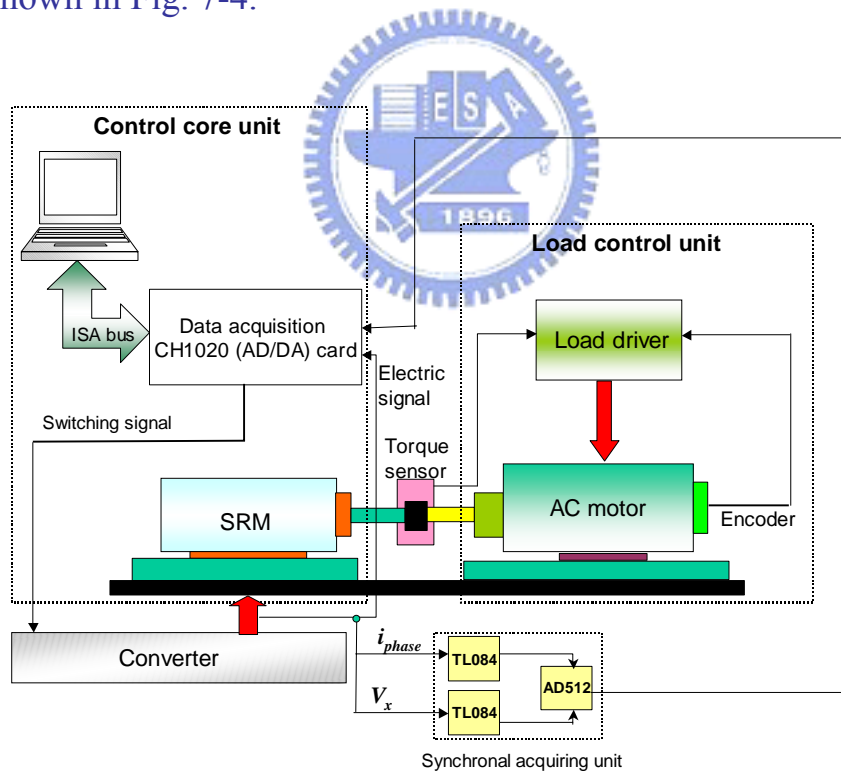 hown in Fig. 7-4.
E S A
1896
Control core unit
Load control unit
ISA bus
Data acquisition
CH1020 (AD/DA) card
Load driver
Electric
signal
Switching signal
Torque
sensor
SRM
AC motor
Encoder
Converter
i_phase
TL084
AD512
V_x
TL084
Synchronal acquiring unit